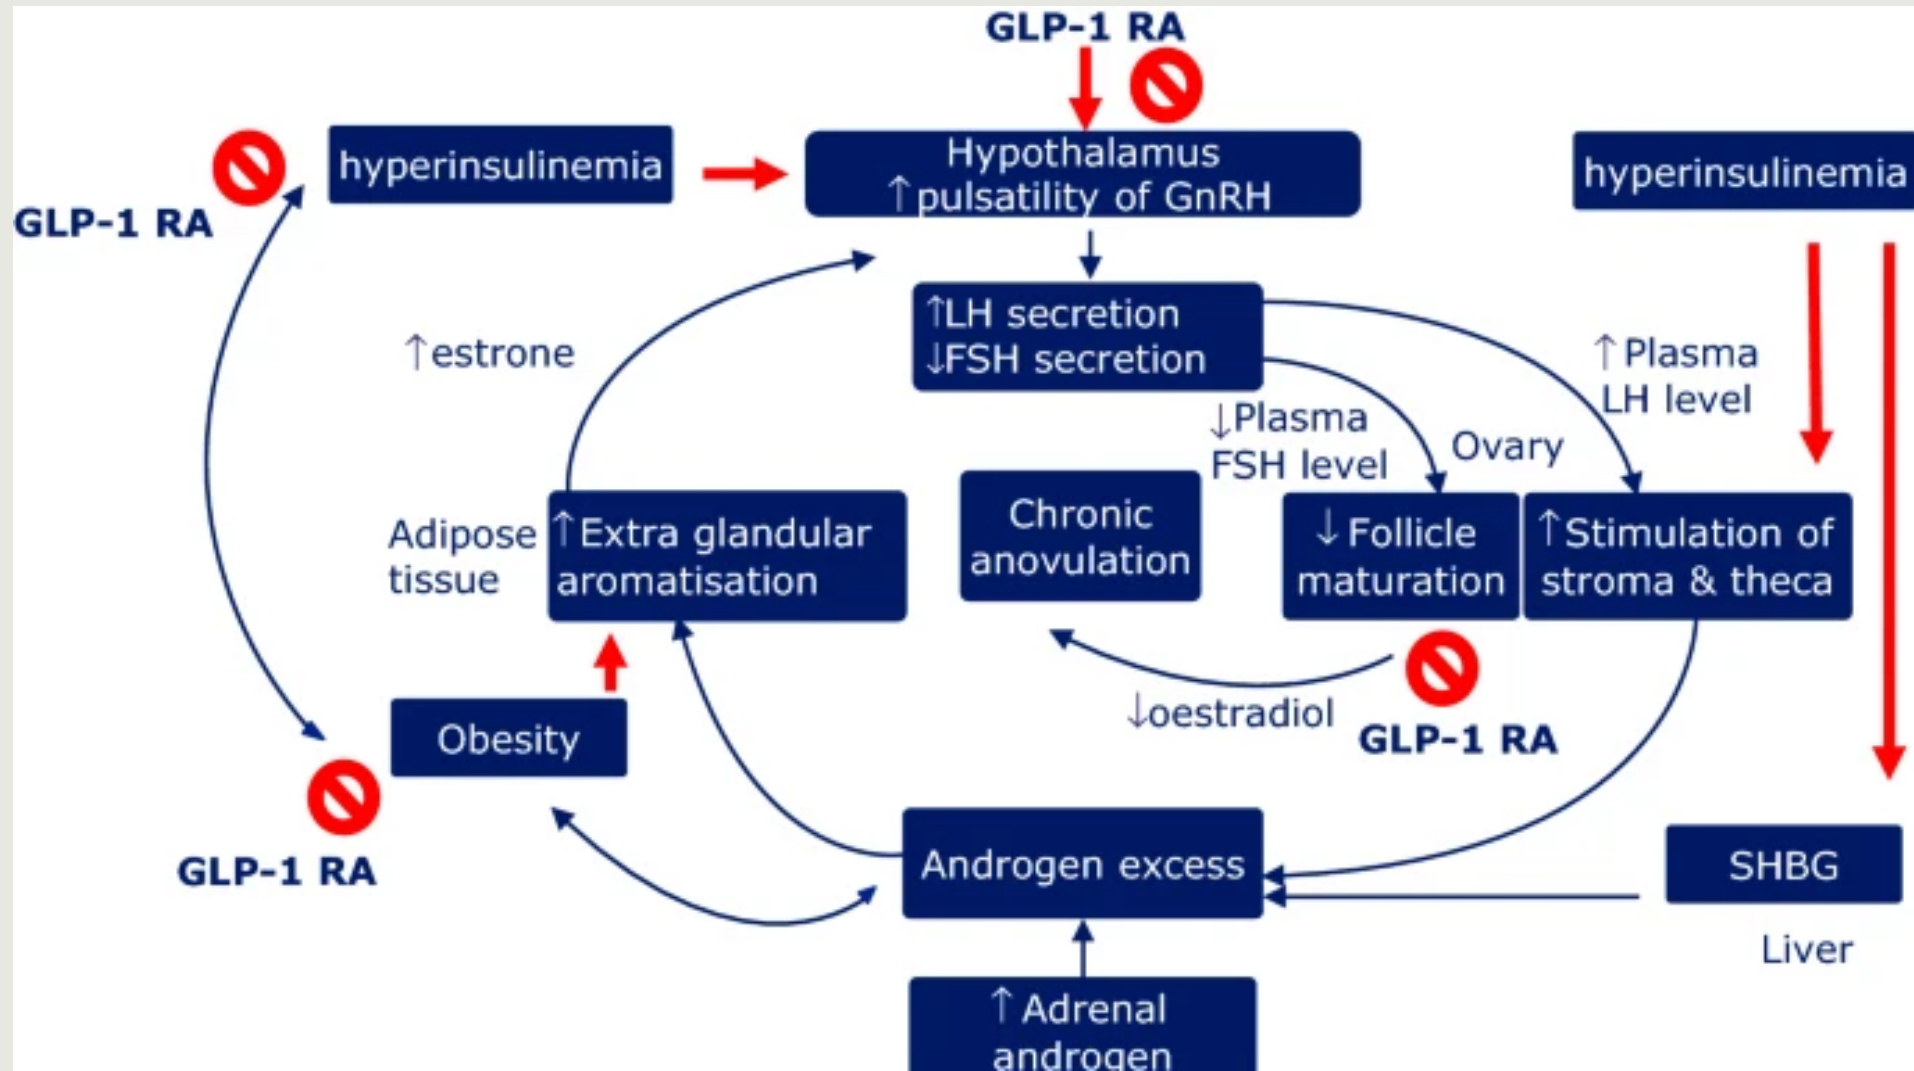 GLP-1 RA
hyperinsulinemia
GLP-1 RA
Hypothalamus
↑pulsatility of GnRH
hyperinsulinemia
↑LH secretion
↓FSH secretion
↑estrone
↑Plasma
LH level
↓Plasma
FSH level
Ovary
Adipose
tissue
↑Extra glandular
aromatisation
Chronic
anovulation
↓Follicle
maturation
↑Stimulation of
stroma & theca
↓oestradiol
GLP-1 RA
Obesity
GLP-1 RA
Androgen excess
SHBG
Liver
↑Adrenal
androgen